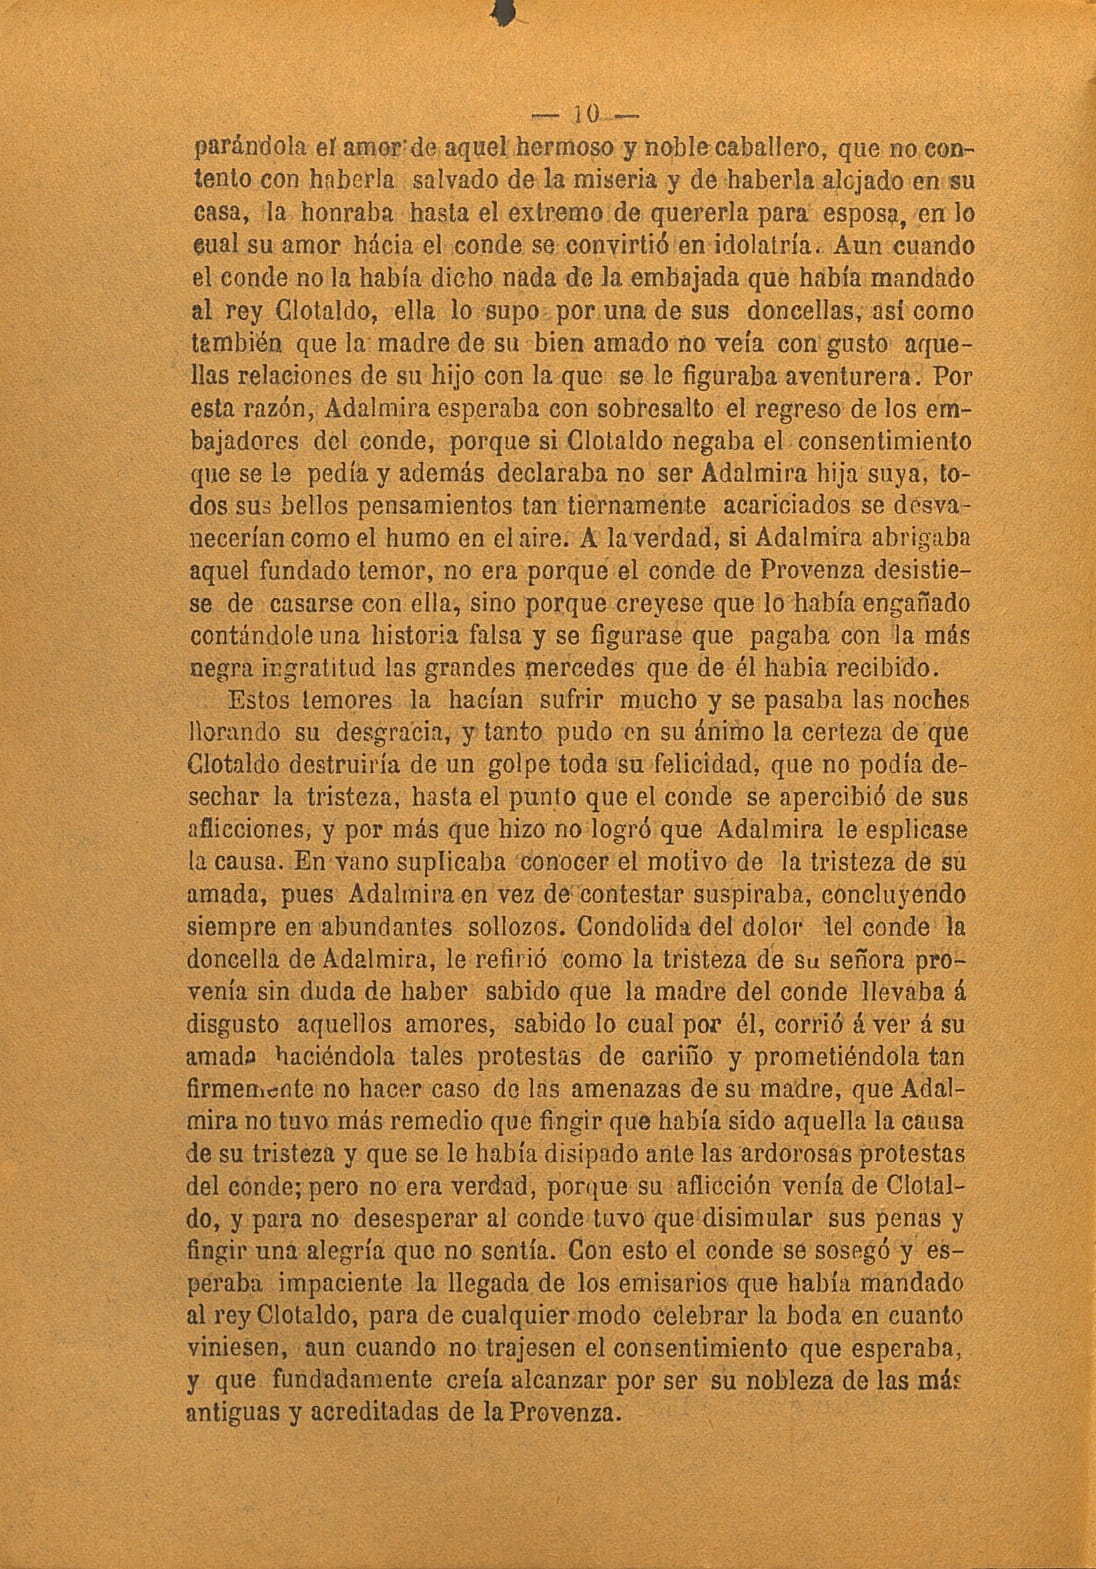 — 10 —
parándola el amor de aquel hermoso y noble caballero, que no con-
tento con haberla salvado de la miseria y de haberla alojado en su
casa, la honraba hasta el extremo de quererla para esposa, en lo
cual su amor hácia el conde se convirtió en idolatría. Aun cuando
el conde no la había dicho nada de la embajada que había mandado
al rey Clotaldo, ella lo supo por una de sus doncellas, así como
también que la madre de su bien amado no veía con gusto aque-
llas relaciones de su hijo con la que se le figuraba aventurera. Por
esta razón, Adalmira esperaba con sobresalto el regreso de los em-
bajadores del conde, porque si Clotaldo negaba el consentimiento
que se le pedía y además declaraba no ser Adalmira hija suya, to-
dos sus bellos pensamientos tan tiernamente acariciados se desva-
necerían como el humo en el aire. A la verdad, si Adalmira abrigaba
aquel fundado temor, no era porque el conde de Provenza desistie-
se de casarse con ella, sino porque creyese que lo había engañado
contándole una historia falsa y se figurase que pagaba con la más
negra ingratitud las grandes mercedes que de él habia recibido.
Estos temores la hacían sufrir mucho y se pasaba las noches
llorando su desgracia, y tanto pudo en su ánimo la certeza de que
Clotaldo destruiría de un golpe toda su felicidad, que no podía de-
sechar la tristeza, hasta el punto que el conde se apercibió de sus
aflicciones, y por más que hizo no logró que Adalmira le esplicase
la causa. En vano suplicaba conocer el motivo de la tristeza de su
amada, pues Adalmira en vez de contestar suspiraba, concluyendo
siempre en abundantes sollozos. Condolida del dolor del conde la
doncella de Adalmira, le refirió como la tristeza de su señora pro-
venía sin duda de haber sabido que la madre del conde llevaba á
disgusto aquellos amores, sabido lo cual por él, corrió á ver á su
amada haciéndola tales protestas de cariño y prometiéndola tan
firmemente no hacer caso de las amenazas de su madre, que Adal-
mira no tuvo más remedio que fingir que había sido aquella la causa
de su tristeza y que se le había disipado ante las ardorosas protestas
del conde; pero no era verdad, porque su aflicción venía de Clotal-
do, y para no desesperar al conde tuvo que disimular sus penas y
fingir una alegría que no sentía. Con esto el conde se sosegó y es-
peraba impaciente la llegada de los emisarios que había mandado
al rey Clotaldo, para de cualquier modo celebrar la boda en cuanto
viniesen, aun cuando no trajesen el consentimiento que esperaba,
y que fundadamente creía alcanzar por ser su nobleza de las más
antiguas y acreditadas de la Provenza.